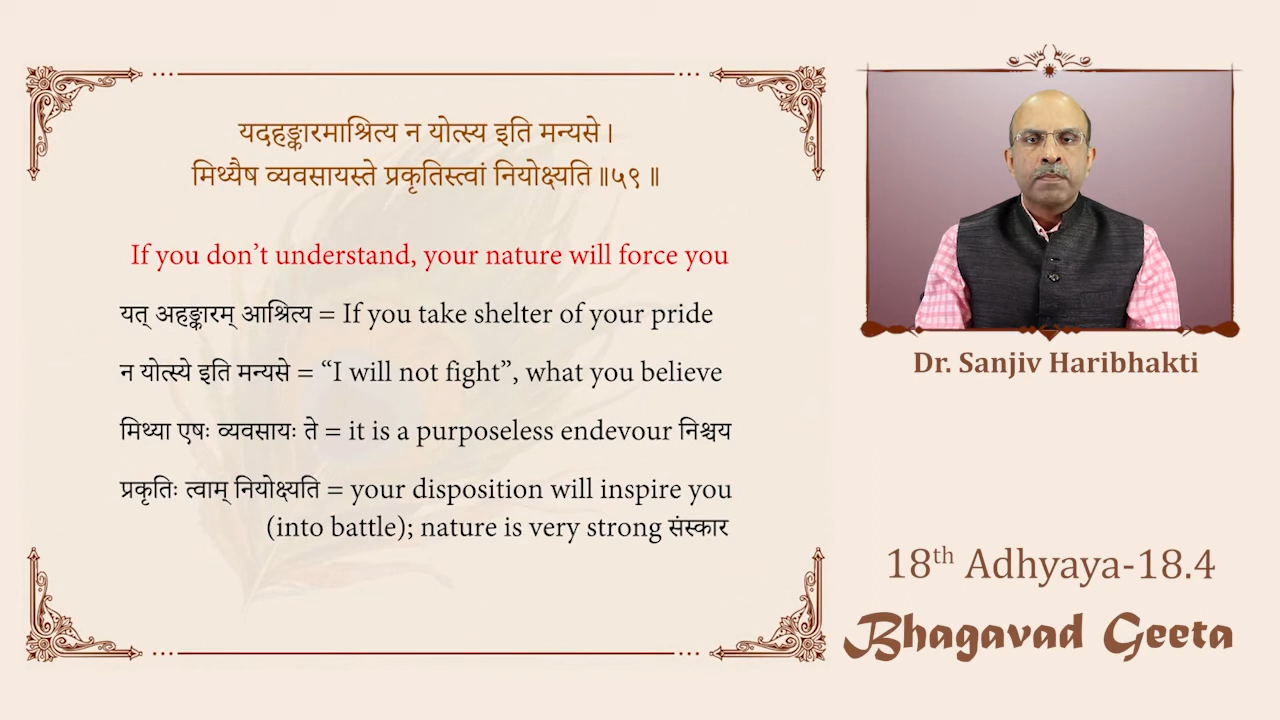 यदहङ्कारमाश्रित्य न योत्स्य इति मन्यसे ।
मिथ्यैष व्यवसायस्ते प्रकृतिस्त्वां नियोक्ष्यति ॥५९॥
If you don’t understand, your nature will force you
यत् अहङ्कारम् आश्रित्य = If you take shelter of your pride
न योत्स्ये इति मन्यसे = “I will not fight”, what you believe
मिथ्या एषः व्यवसायः ते = it is a purposeless endevour निश्चय
प्रकृतिः त्वाम् नियोक्ष्यति = your disposition will inspire you
(into battle); nature is very strong संस्कार
Dr. Sanjiv Haribhakti
18th Adhyaya-18.4
Bhagavad Geeta